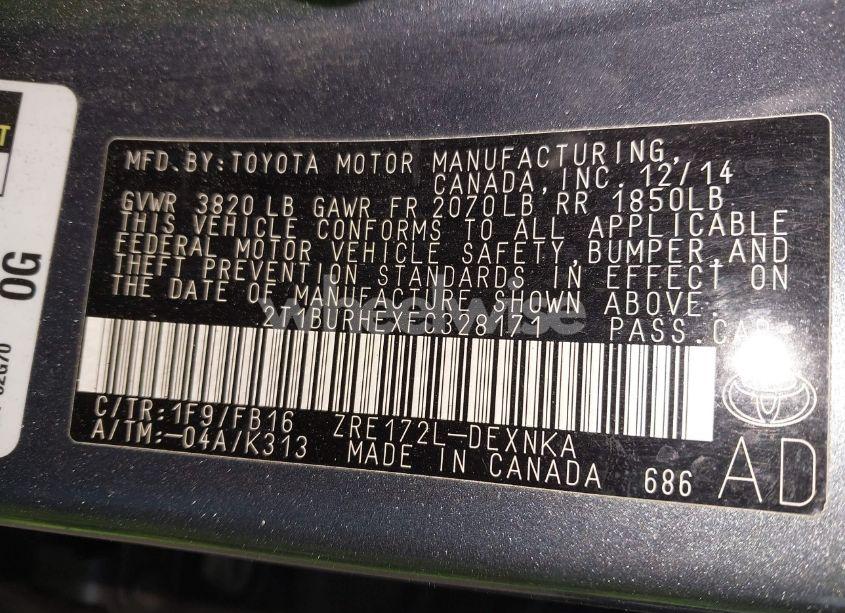 MFD.BY:TOYOTA MOTOR MANUFACTURING,
CANADA,INC. 12/14
GVWR 3820 LB GAWR FR 2070LB RR 1850LB
THIS VEHICLE CONFORMS TO ALL APPLICABLE
FEDERAL MOTOR VEHICLE SAFETY,BUMPER,AND
THEFT PREVENTION STANDARDS IN EFFECT ON
THE DATE OF MANUFACTURE SHOWN ABOVE.
PASS.CAR
C/TR:1F9/FB16 ZRE172L-DEXNKA
A/TM:-04A/K313 MADE IN CANADA 686
AD
OG